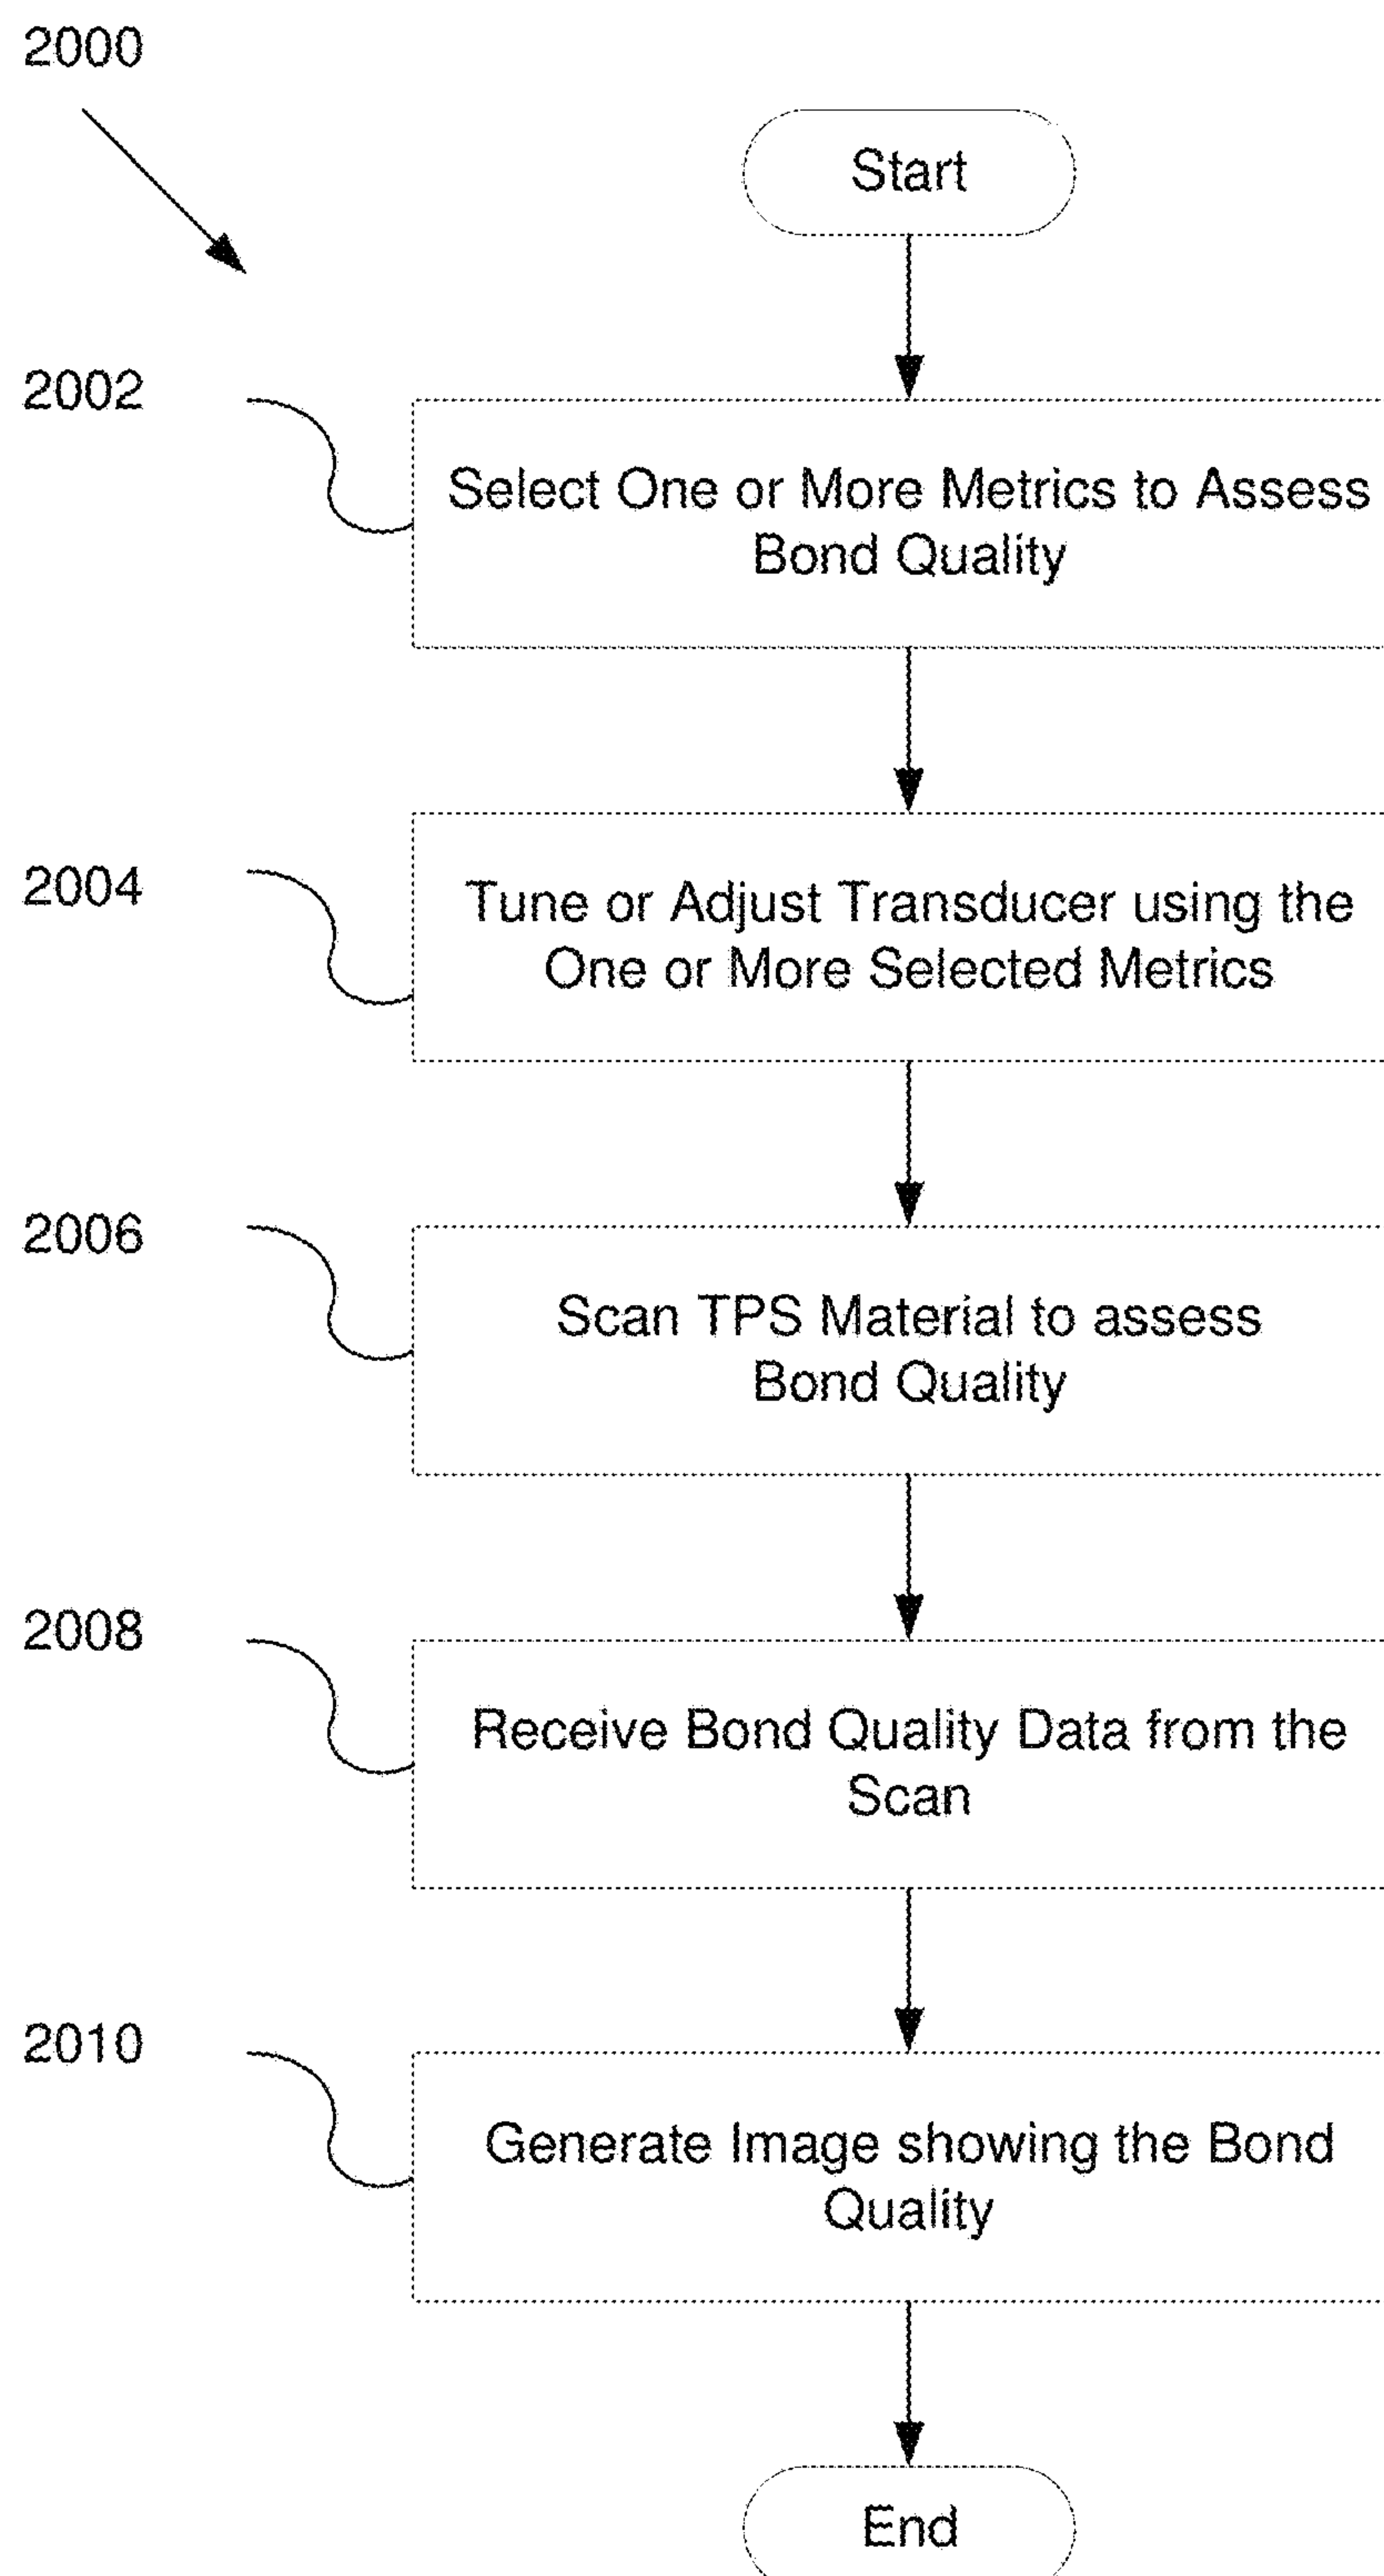 2000
Start
2002
Select One or More Metrics to Assess
Bond Quality
2004
Tune or Adjust Transducer using the
One or More Selected Metrics
2006
Scan TPS Material to assess
Bond Quality
2008
Receive Bond Quality Data from the
Scan
2010
Generate Image showing the Bond
Quality
End